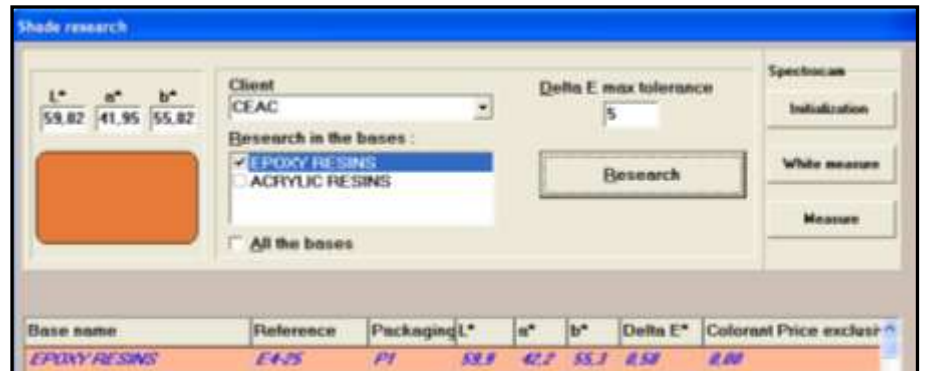 Shade research
L* a* b*
59,82 41,95 55,82
Client
CEAC
Research in the bases :
EPOXY RESINS
ACRYLIC RESINS
All the bases
Delta E max tolerance
5
Research
Spectrocam
Initialization
White measure
Measure
Base name Reference Packaging L* a* b* Delta E* Colorant Price exclusi
EPOXY RESINS E4-25 P1 59,9 42,2 55,3 0,58 0,00